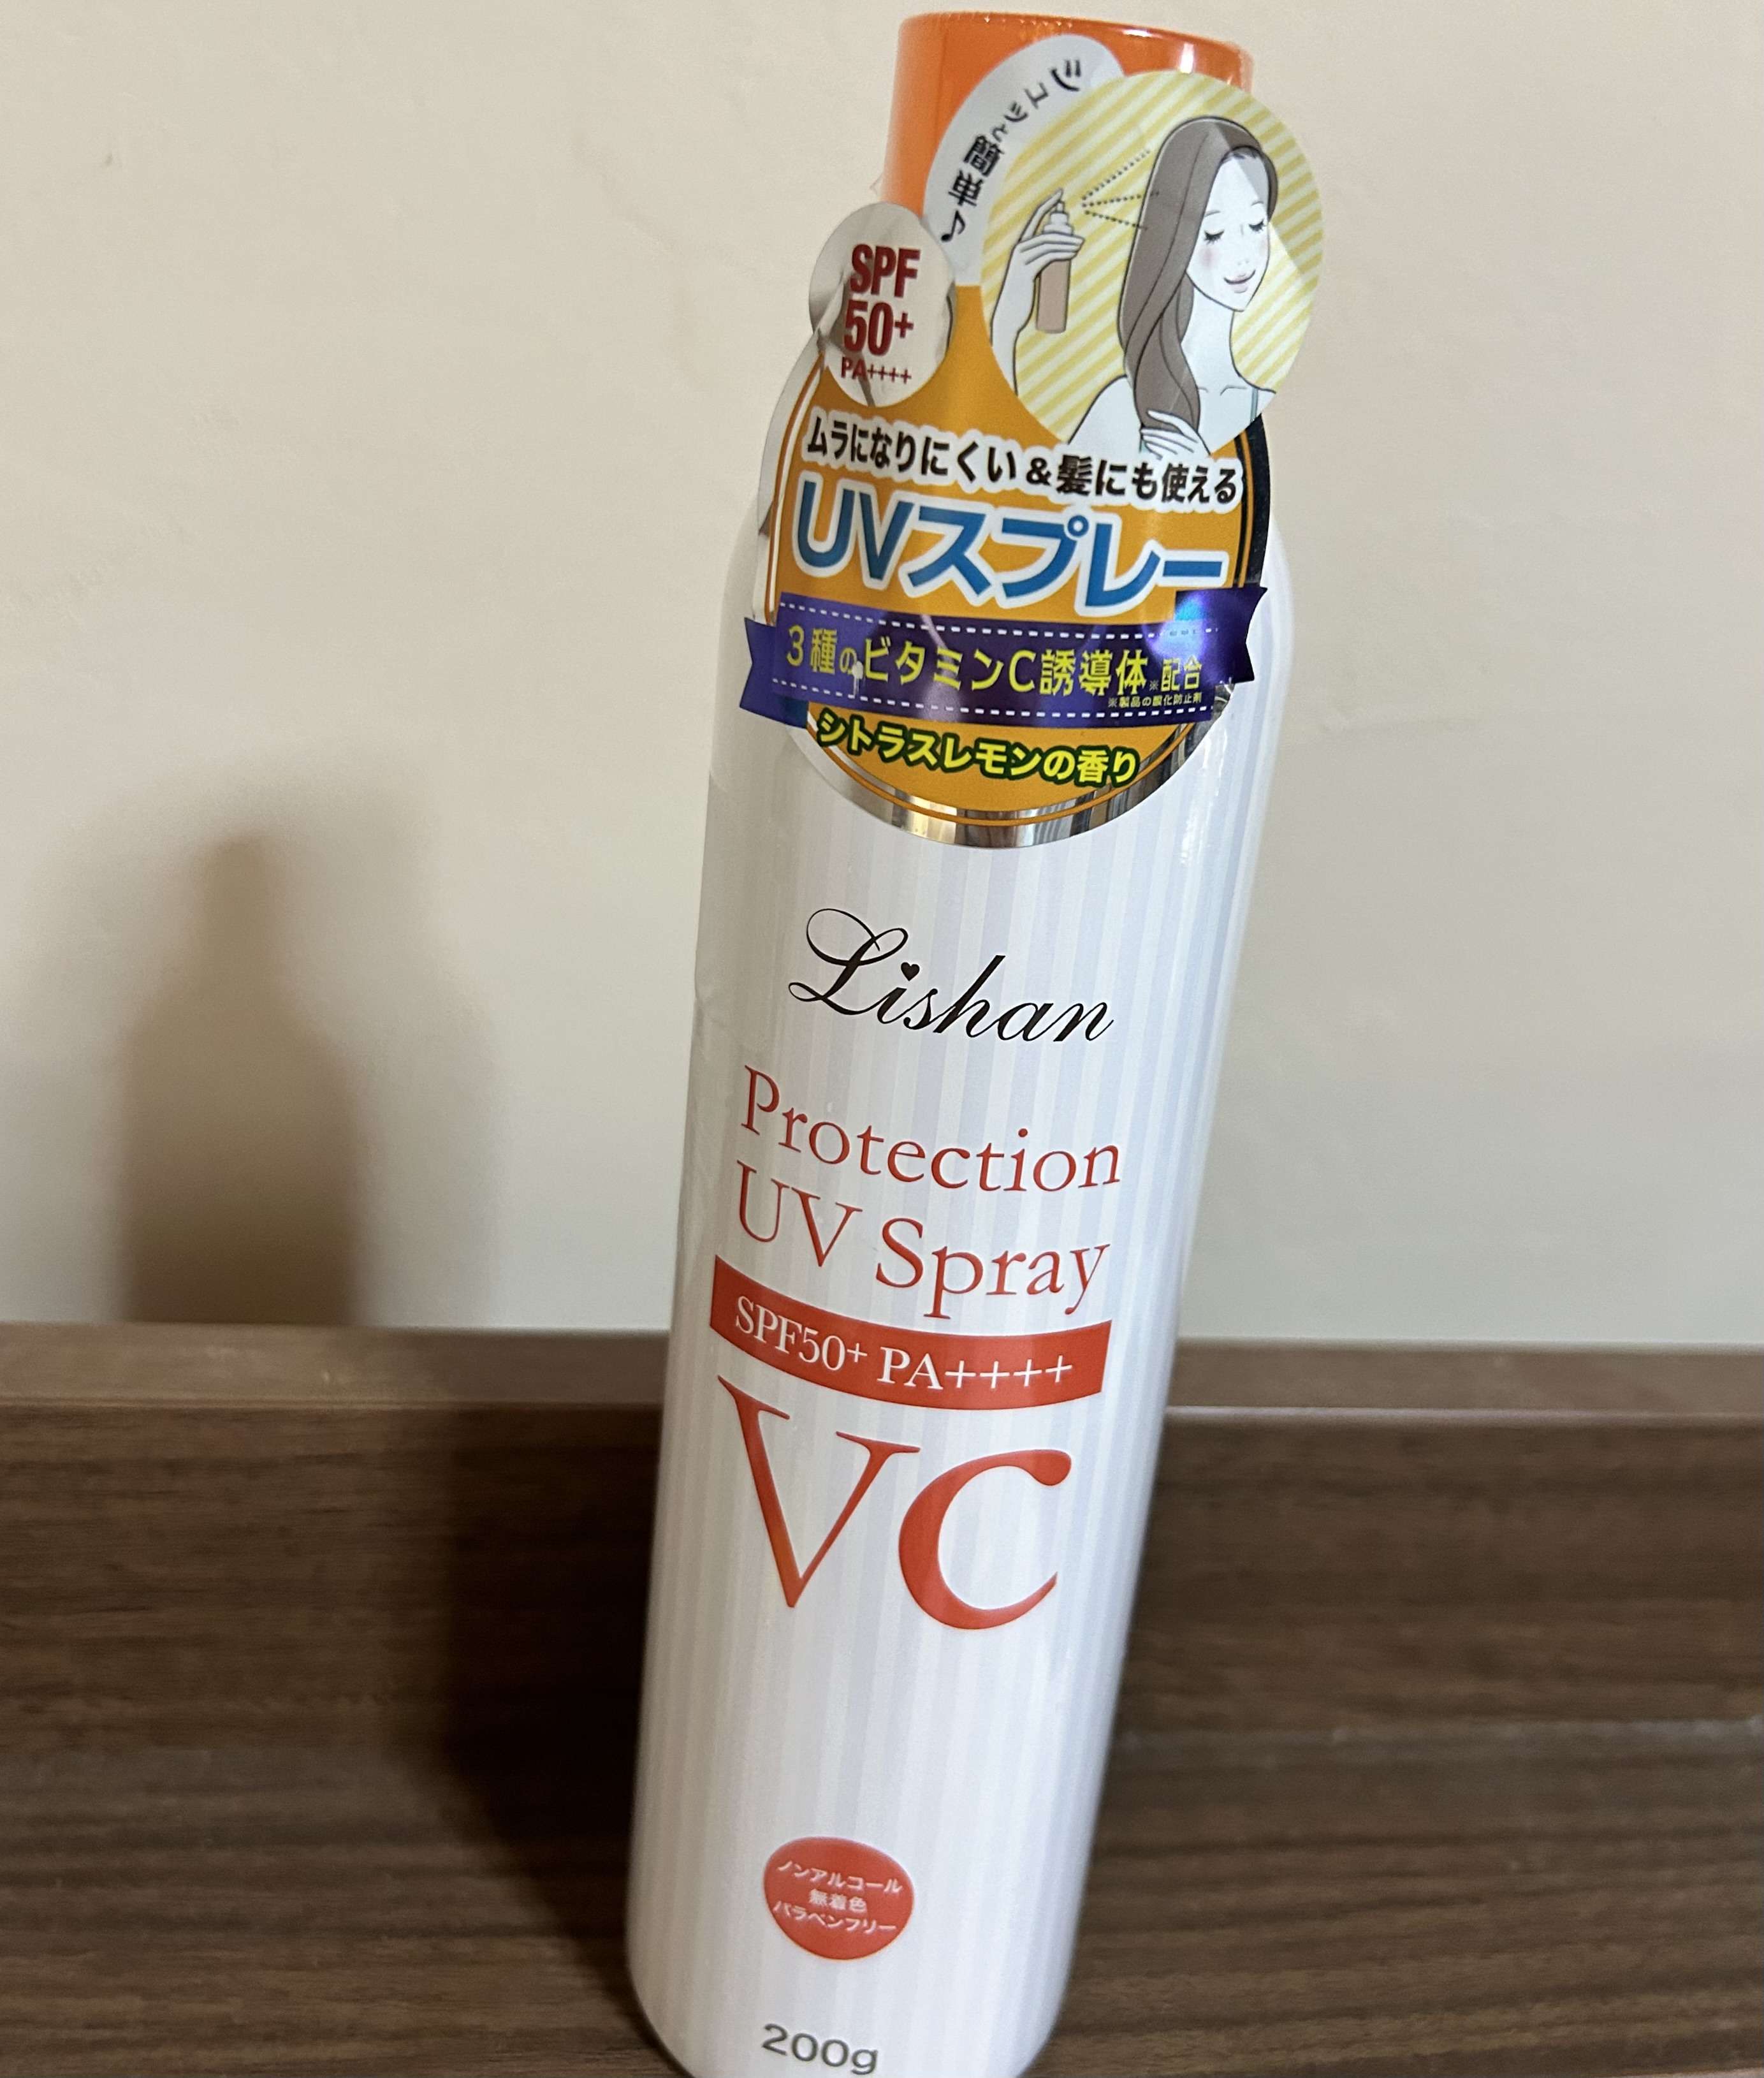 シュッと簡単♪
SPF
50+
PA++++
ムラになりにくい&髪にも使える
UVスプレー
3種のビタミンC誘導体※配合
※製品の酸化防止剤
シトラスレモンの香り
Lishan
Protection
UV Spray
SPF50+ PA++++
VC
ノンアルコール
無着色
パラベンフリー
200g